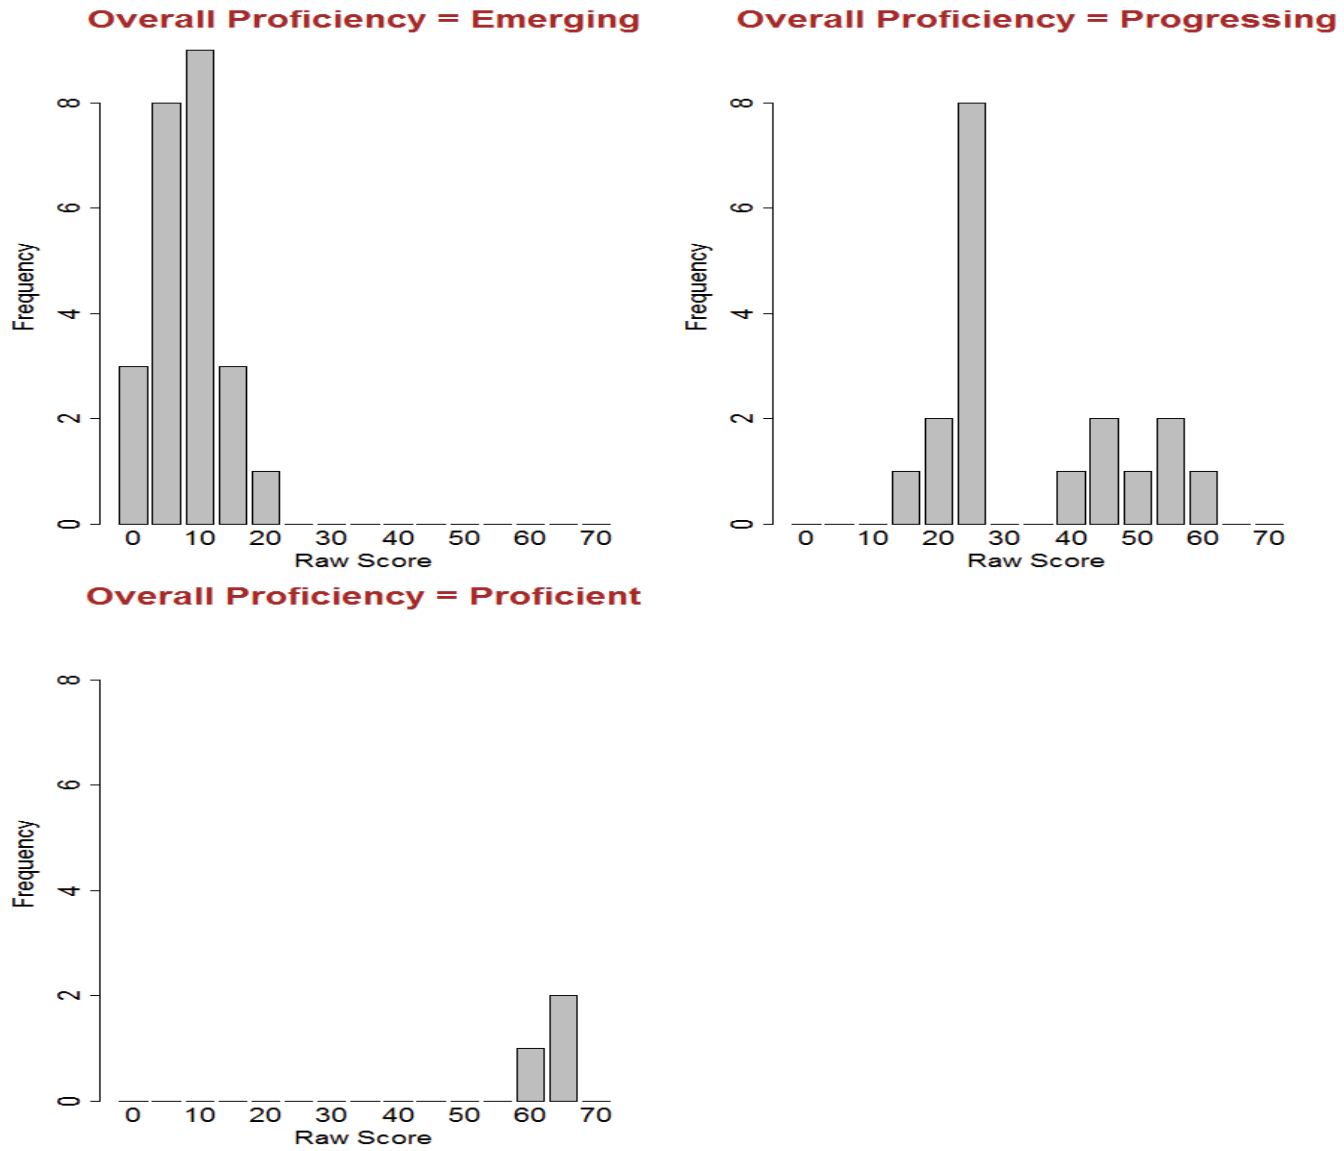 Overall Proficiency = Emerging
8
6
4
2
0
Frequency
0 10 20 30 40 50 60 70
Raw Score
Overall Proficiency = Progressing
8
6
4
2
0
Frequency
0 10 20 30 40 50 60 70
Raw Score
Overall Proficiency = Proficient
8
6
4
2
0
Frequency
0 10 20 30 40 50 60 70
Raw Score